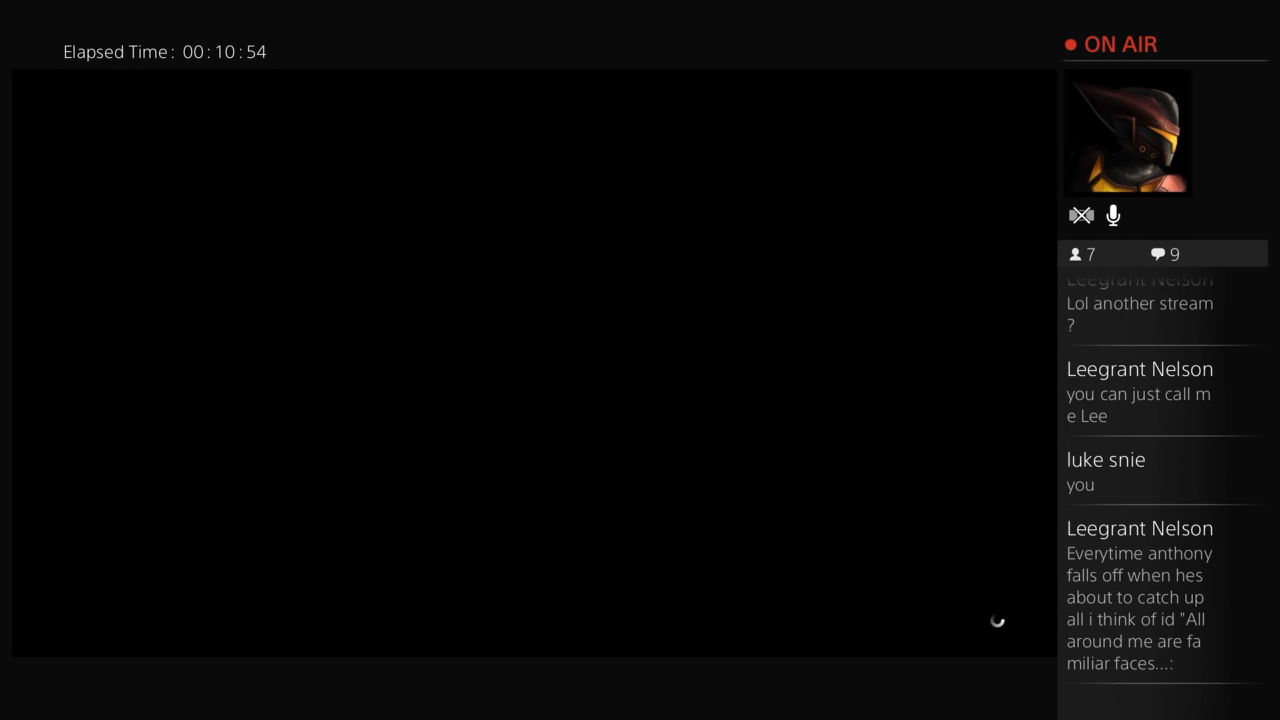 Elapsed Time: 00:10:54
ON AIR
7 9
Leegrant Nelson
Lol another stream
?
Leegrant Nelson
you can just call m
e Lee
luke snie
you
Leegrant Nelson
Everytime anthony
falls off when hes
about to catch up
all i think of id "All
around me are fa
miliar faces...: